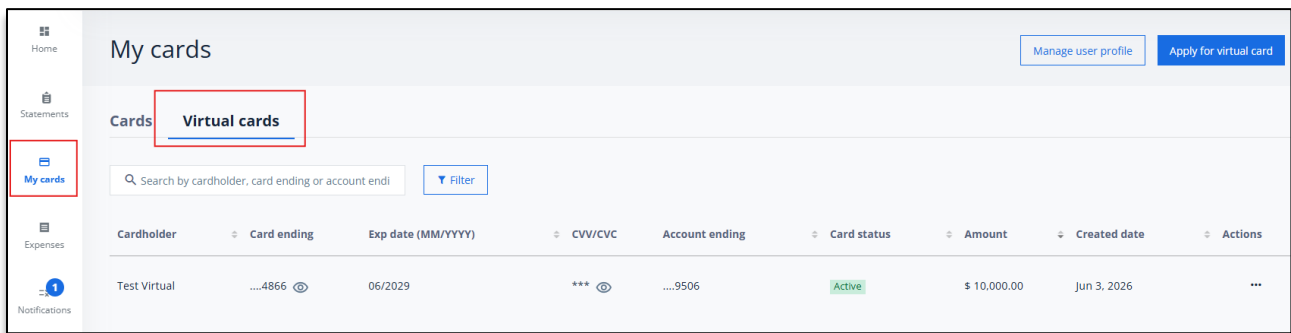 Home
Statements
My cards
Expenses
1
Notifications
My cards
Manage user profile
Apply for virtual card
Cards Virtual cards
Search by cardholder, card ending or account endi
Filter
Cardholder Card ending Exp date (MM/YYYY) CVV/CVC Account ending Card status Amount Created date Actions
Test Virtual ....4866 06/2029 *** ....9506 Active $ 10,000.00 Jun 3, 2026 ...